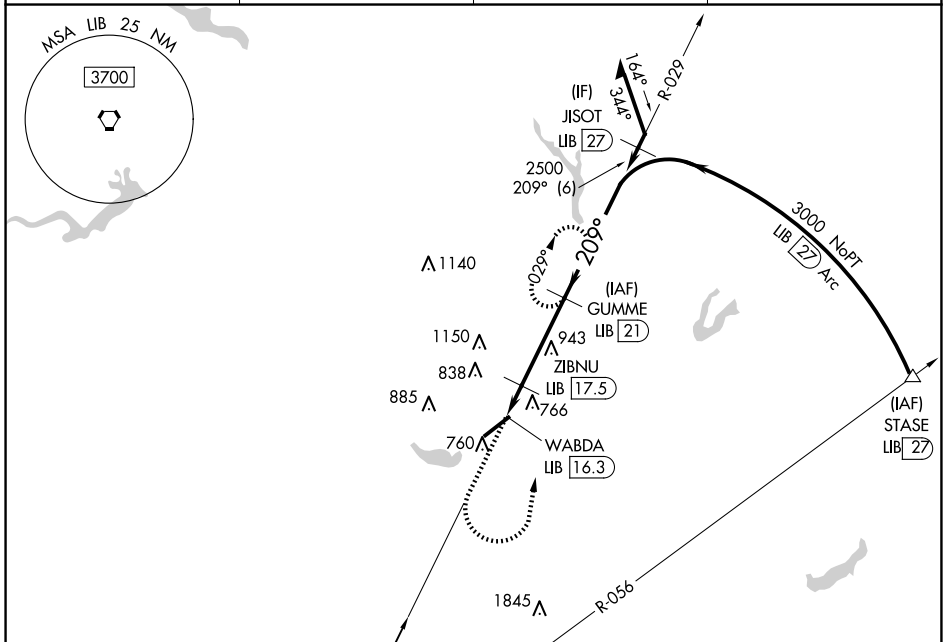 MSA LIB 25 NM
3700
(IF)
JISOT
LIB 27
164°
344°
R-029
2500
209° (6)
209°
3000 NoPT
LIB 27 Arc
029°
1140
(IAF)
GUMME
LIB 21
1150
943
838
ZIBNU
LIB 17.5
885
766
760
WABDA
LIB 16.3
(IAF)
STASE
LIB 27
R-056
1845